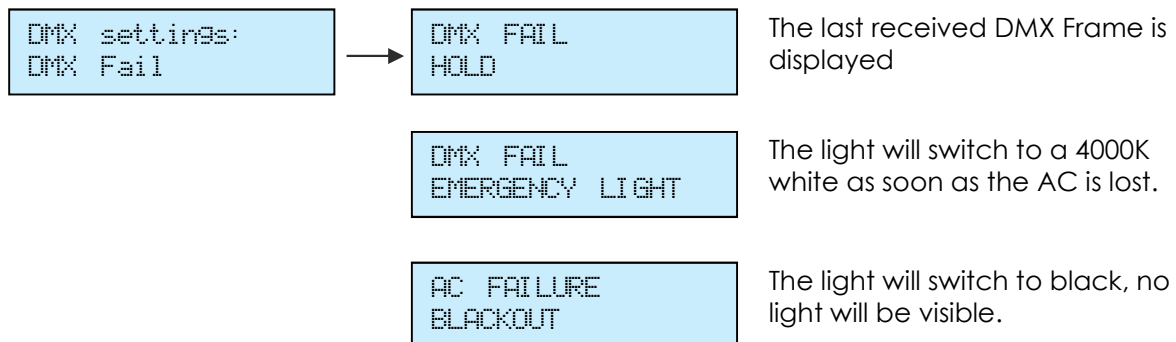 DMX settings:
DMX Fail
DMX FAIL
HOLD
The last received DMX Frame is
displayed
DMX FAIL
EMERGENCY LIGHT
The light will switch to a 4000K
white as soon as the AC is lost.
AC FAILURE
BLACKOUT
The light will switch to black, no
light will be visible.